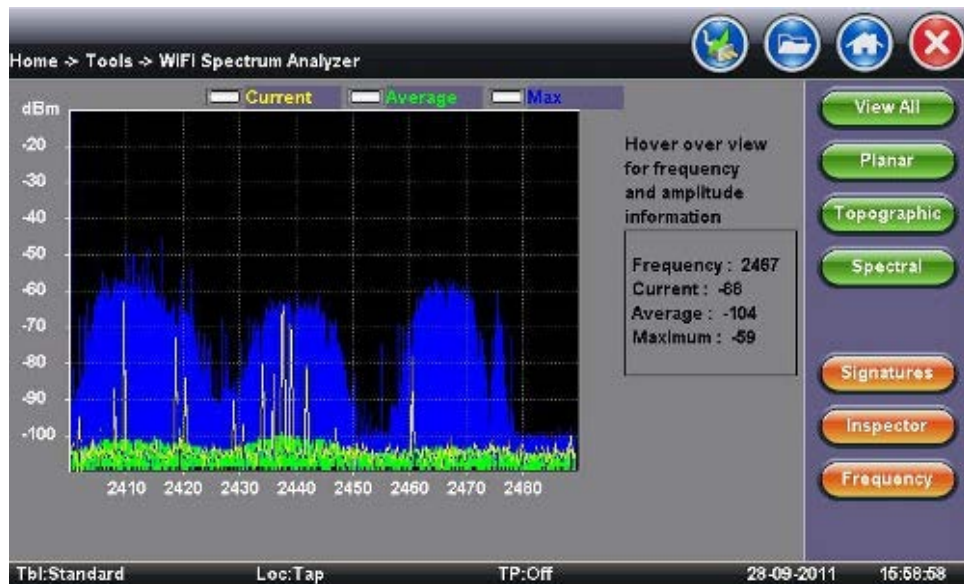 Home -> Tools -> WiFi Spectrum Analyzer
Current Average Max
dBm
-20
-30
-40
-50
-60
-70
-80
-90
-100
2410 2420 2430 2440 2450 2460 2470 2480
Hover over view
for frequency
and amplitude
information
Frequency : 2467
Current : -68
Average : -104
Maximum : -59
View All
Planar
Topographic
Spectral
Signatures
Inspector
Frequency
Tbl:Standard Loc:Tap TP:Off 28-09-2011 15:58:58